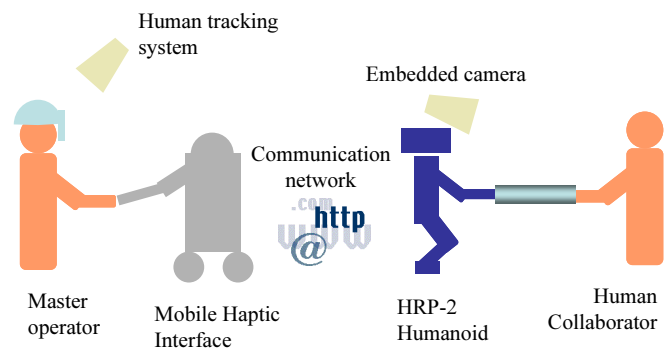 Human tracking
system
Embedded camera
Communication
network
.com
http
www
@
Master
operator
Mobile Haptic
Interface
HRP-2
Humanoid
Human
Collaborator